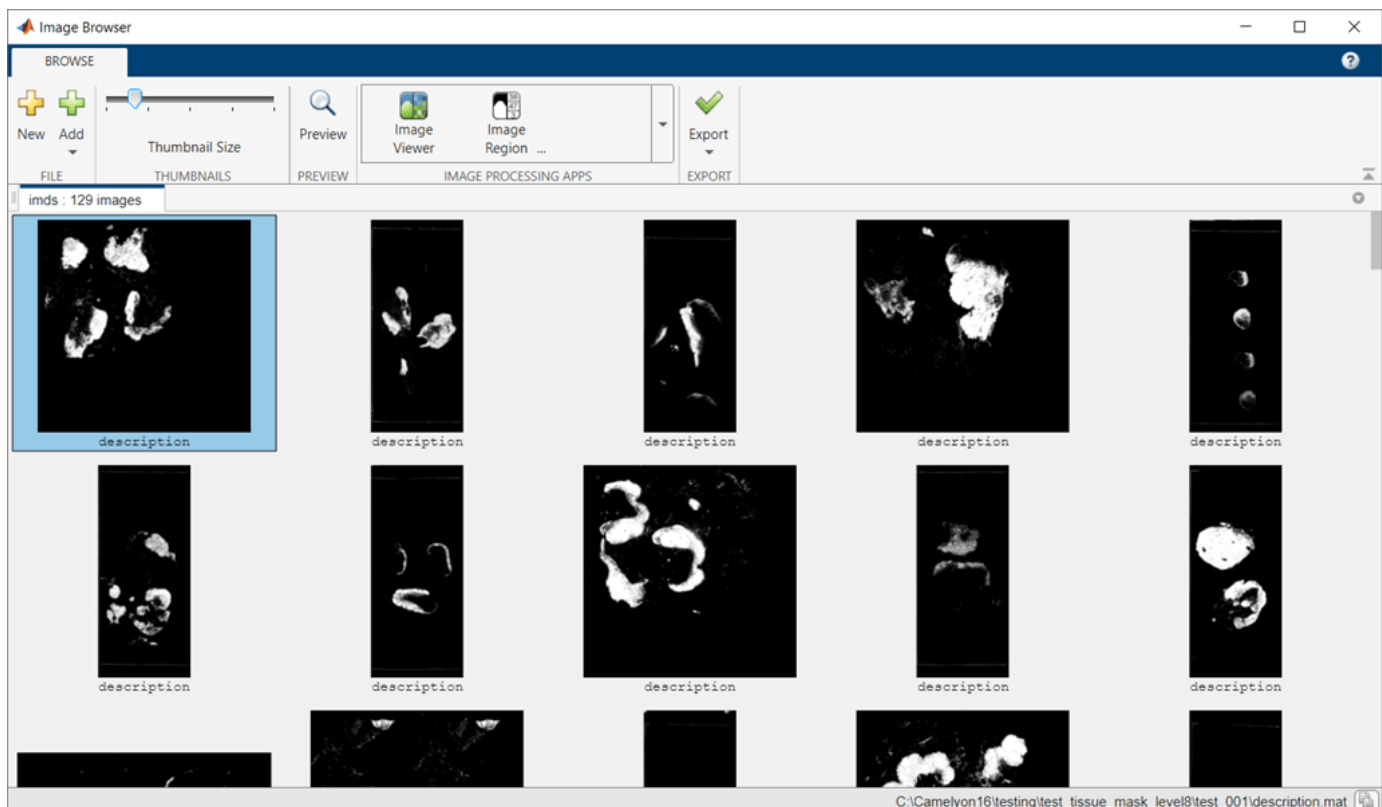 Image Browser
BROWSE
New
Add
Thumbnail Size
Preview
Image
Viewer
Image
Region ...
Export
FILE
THUMBNAILS
PREVIEW
IMAGE PROCESSING APPS
EXPORT
imds : 129 images
description
description
description
description
description
description
description
description
description
description
C:\Camelyon16\testing\test_tissue_mask_level8\test_001\description.mat